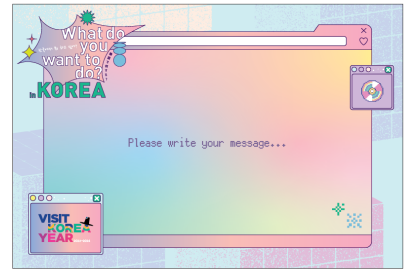 What do
you
want to
do?
in KOREA
Please write your message...
VISIT
KOREA
YEAR